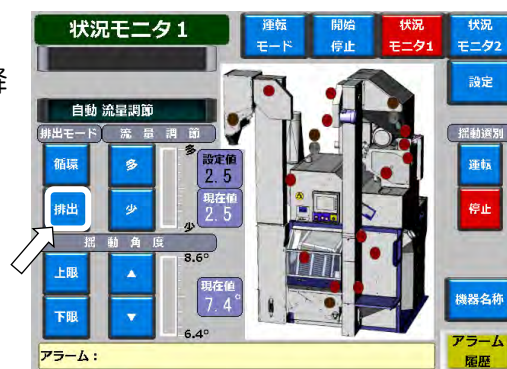 状況モニタ1
運転
モード
開始
停止
状況
モニタ1
状況
モニタ2
降
設定
自動 流量調節
排出モード
流量調節
揺動選別
循環
多
多
設定値
2.5
運転
排出
少
現在値
2.5
少
停止
揺動角度
上限
▲
8.6°
現在値
7.4°
下限
▼
6.4°
機器名称
アラーム：
アラーム
履歴